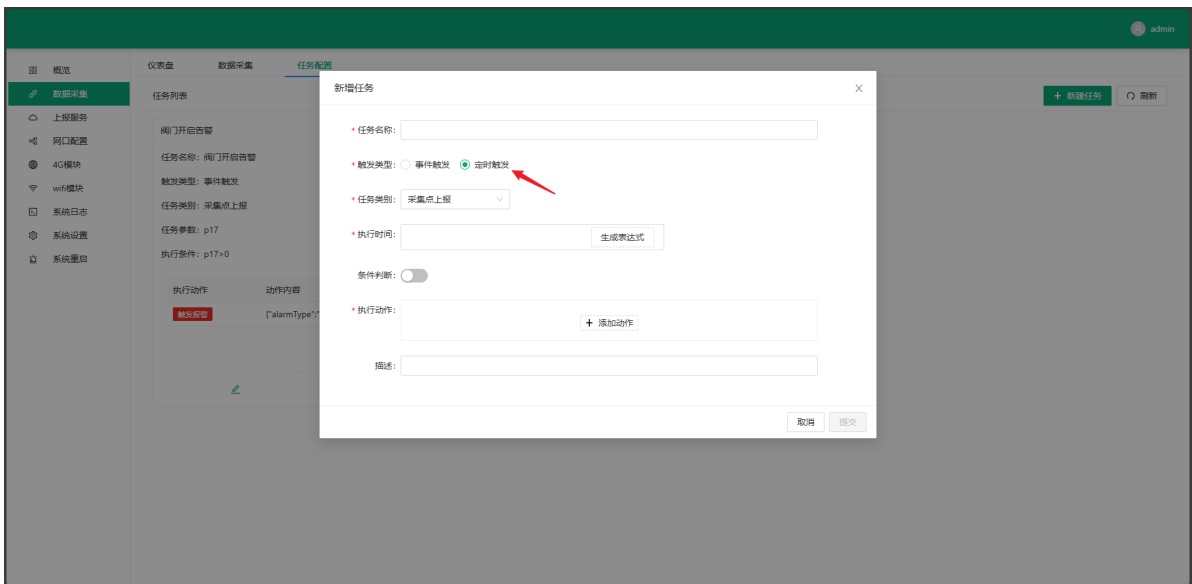 admin
概览
数据采集
上报服务
网口配置
4G模块
wifi模块
系统日志
系统设置
系统重启
仪表盘 数据采集 任务配置
任务列表
+ 新建任务 刷新
阀门开启告警
任务名称: 阀门开启告警
触发类型: 事件触发
任务类别: 采集点上报
任务参数: p17
执行条件: p17>0
执行动作 动作内容
触发报警 {"alarmType":"
新增任务
* 任务名称:
* 触发类型: 事件触发 定时触发
* 任务类别: 采集点上报
* 执行时间: 生成表达式
条件判断:
* 执行动作: + 添加动作
描述:
取消 提交